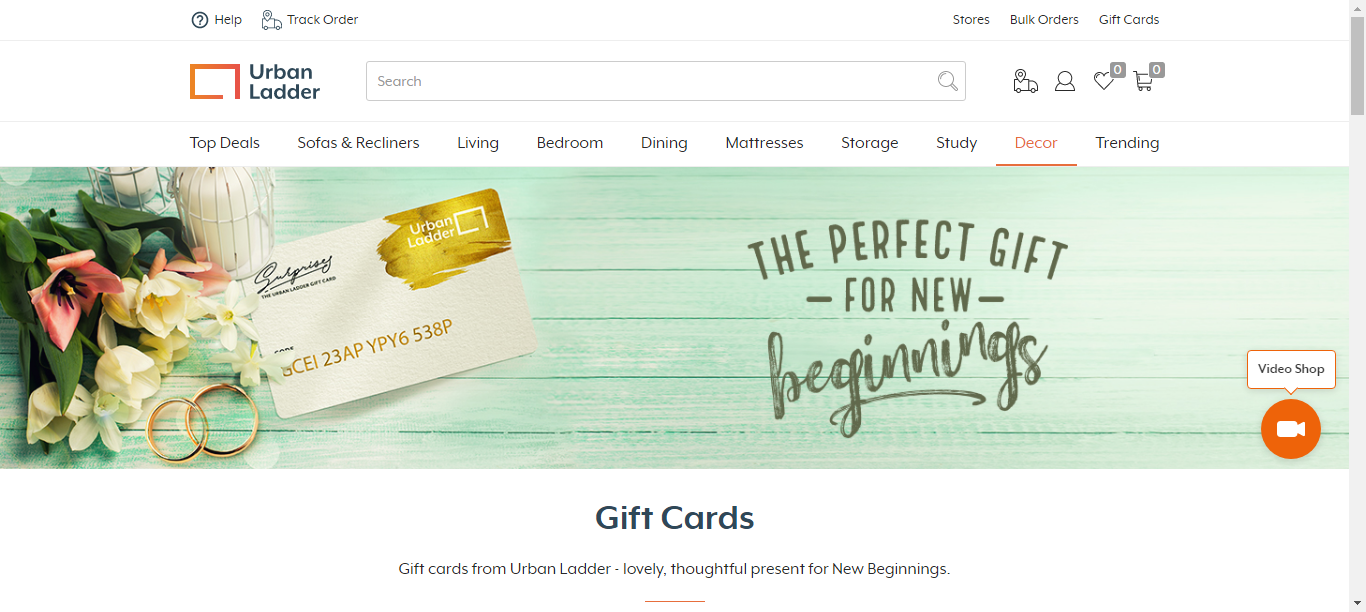 Help
Track Order
Stores
Bulk Orders
Gift Cards
Urban
Ladder
Search
0
0
Top Deals
Sofas & Recliners
Living
Bedroom
Dining
Mattresses
Storage
Study
Decor
Trending
Urban
Ladder
Surprises
THE URBAN LADDER GIFT CARD
CODE
GCEI 23AP YPY6 538P
THE PERFECT GIFT
– FOR NEW –
beginnings
Video Shop
Gift Cards
Gift cards from Urban Ladder - lovely, thoughtful present for New Beginnings.